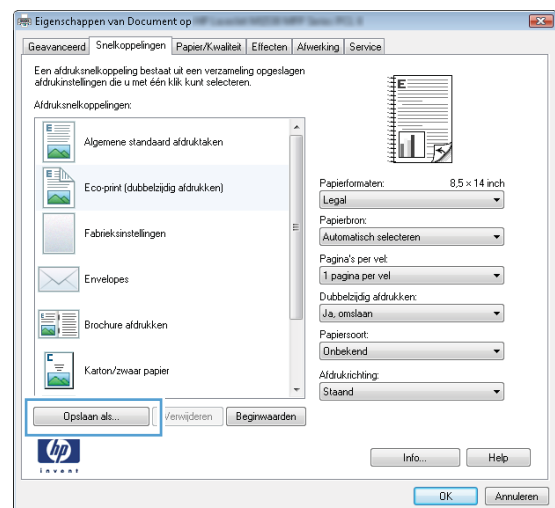 Eigenschappen van Document op
Geavanceerd Snelkoppelingen Papier/Kwaliteit Effecten Afwerking Service
Een afdruksnelkoppeling bestaat uit een verzameling opgeslagen
afdrukinstellingen die u met één klik kunt selecteren.
Afdruksnelkoppelingen:
Algemene standaard afdruktaken
Eco-print (dubbelzijdig afdrukken)
Fabrieksinstellingen
Envelopes
Brochure afdrukken
Karton/zwaar papier
Opslaan als... Verwijderen Beginwaarden
E
Papierformaten: 8,5 × 14 inch
Legal
Papierbron:
Automatisch selecteren
Pagina's per vel:
1 pagina per vel
Dubbelzijdig afdrukken:
Ja, omslaan
Papiersoort:
Onbekend
Afdrukrichting:
Staand
hp
invent
Info... Help
OK Annuleren